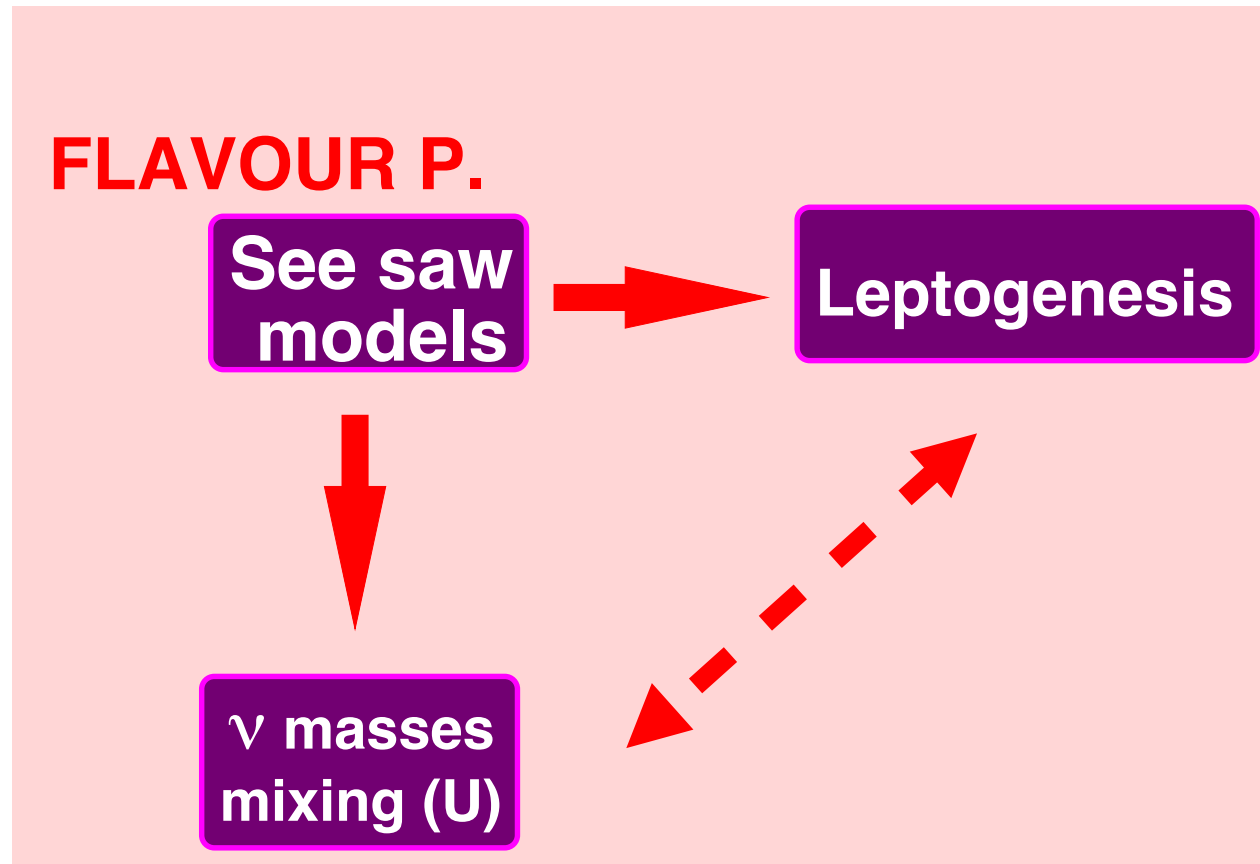 FLAVOUR P.
See saw
models
Leptogenesis
ν masses
mixing (U)